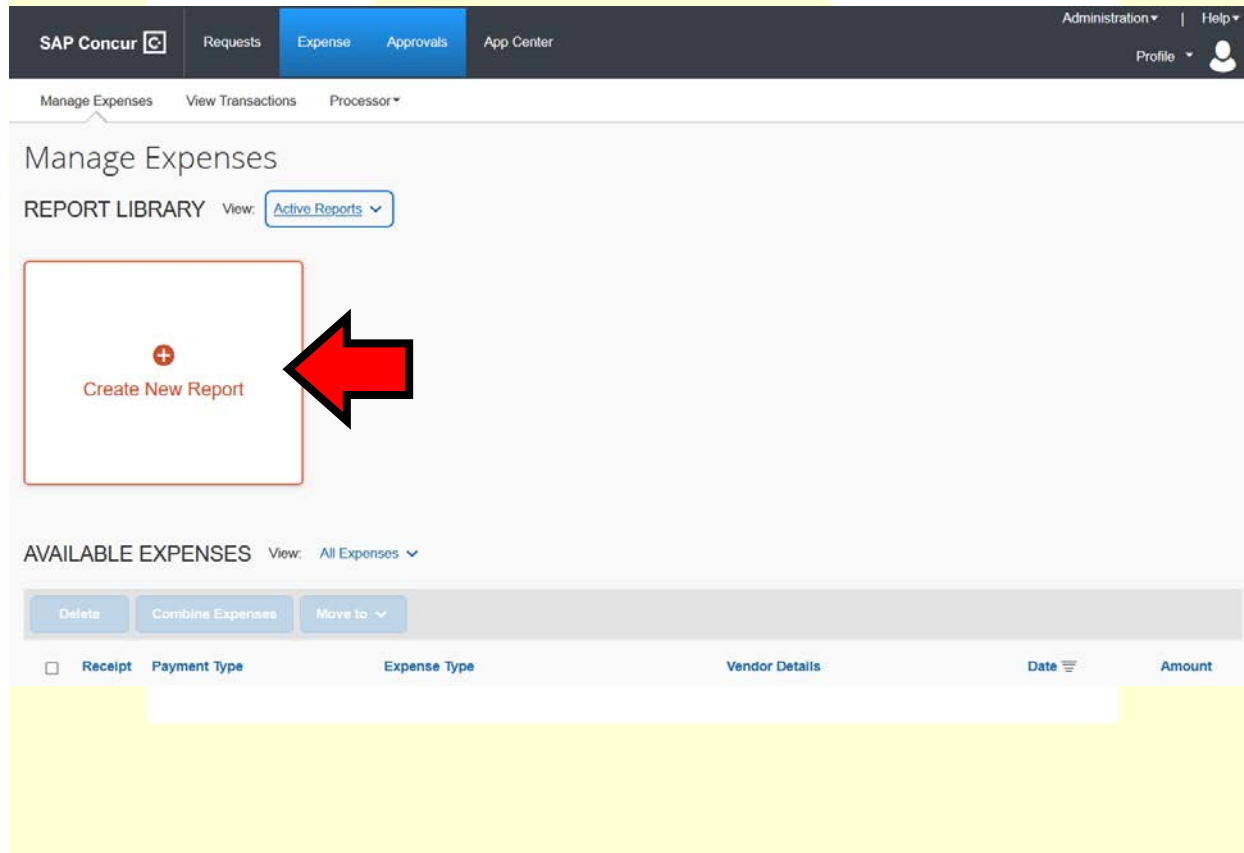 Administration | Help
SAP Concur C Requests Expense Approvals App Center
Profile
Manage Expenses View Transactions Processor
Manage Expenses
REPORT LIBRARY View: Active Reports
Create New Report
AVAILABLE EXPENSES View: All Expenses
Delete Combine Expenses Move to
Receipt Payment Type Expense Type Vendor Details Date Amount